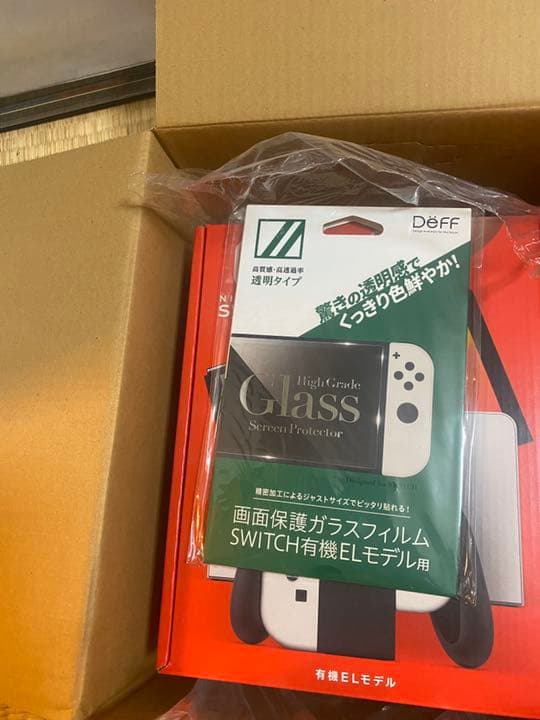 DëFF
高質感・高透過率
透明タイプ
驚きの透明感で
くっきり色鮮やか！
High Grade
Glass
Screen Protector
精密加工によるジャストサイズでピッタリ貼れる！
画面保護ガラスフィルム
SWITCH有機ELモデル用
有機ELモデル